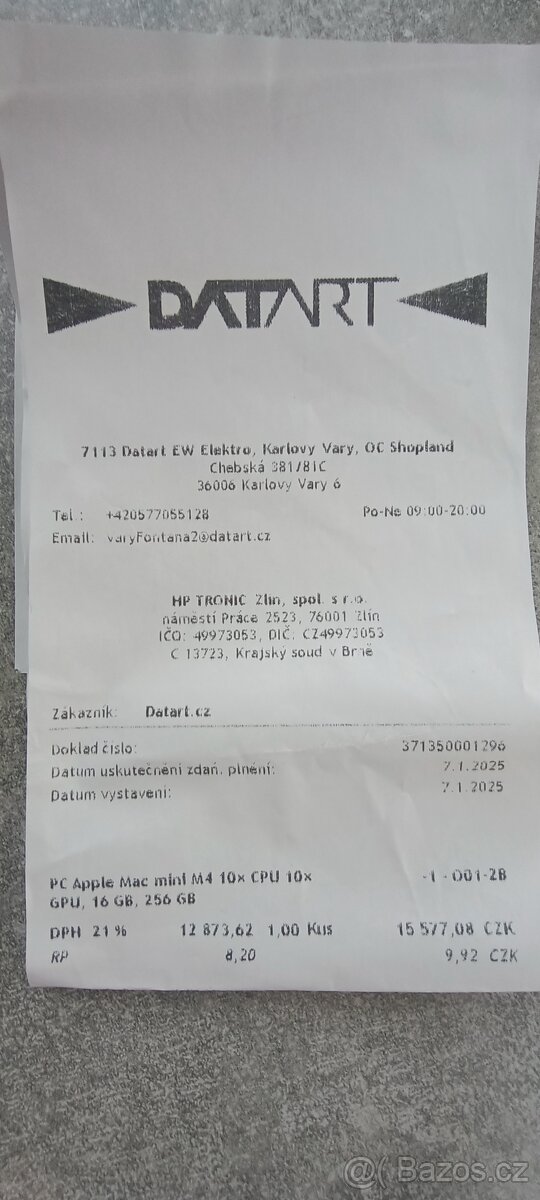 DATART
7113 Datart EW Elektro, Karlovy Vary, OC Shopland
Chebská 381/81C
36006 Karlovy Vary 6
Tel.: +420577055128 Po-Ne 09:00-20:00
Email: varyFontana2@datart.cz
HP TRONIC Zlín, spol. s r.o.
náměstí Práce 2523, 76001 Zlín
IČO: 49973053, DIČ: CZ49973053
C 13723, Krajský soud v Brně
Zákazník: Datart.cz
Doklad číslo: 371350001296
Datum uskutečnění zdaň. plnění: 7.1.2025
Datum vystavení: 7.1.2025
PC Apple Mac mini M4 10x CPU 10x -1-001-ZB
GPU, 16 GB, 256 GB
DPH 21% 12 873,62 1,00 Kus 15 577,08 CZK
RP 8,20 9,92 CZK
@( Bazos.cz